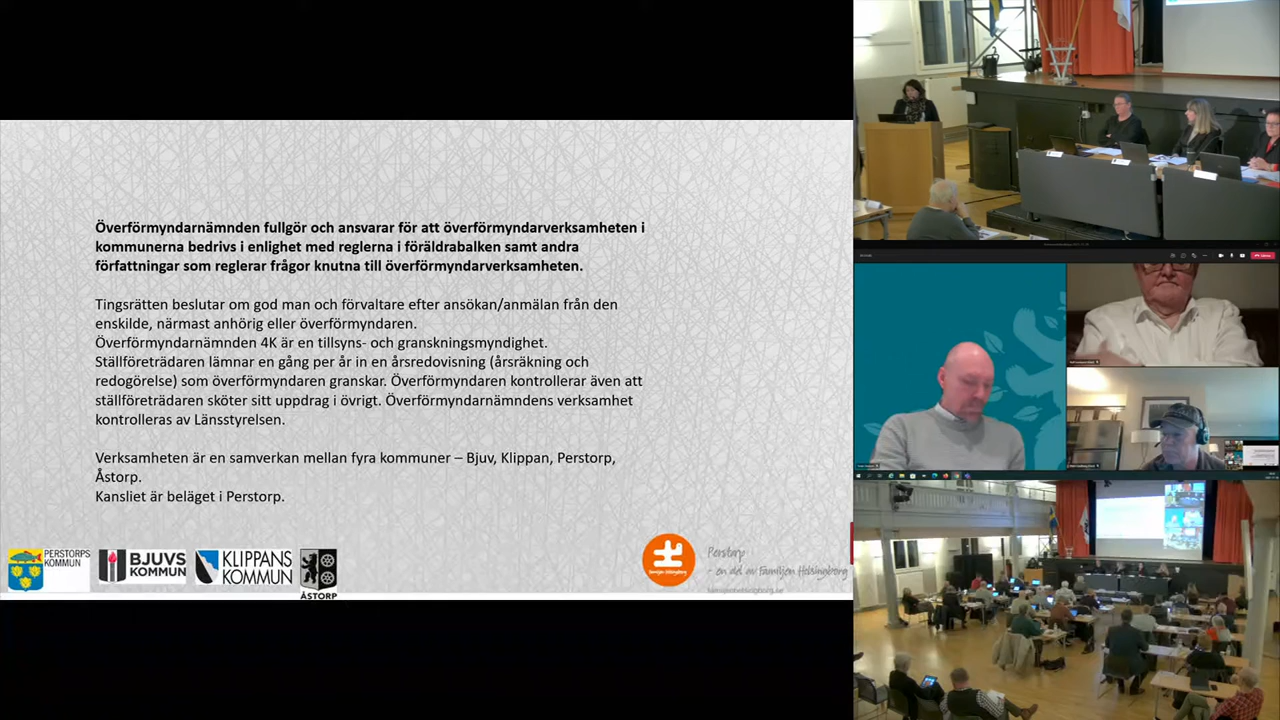 Överförmyndarnämnden fullgör och ansvarar för att överförmyndarverksamheten i
kommunerna bedrivs i enlighet med reglerna i föräldrabalken samt andra
författningar som reglerar frågor knutna till överförmyndarverksamheten.
Tingsrätten beslutar om god man och förvaltare efter ansökan/anmälan från den
enskilde, närmast anhörig eller överförmyndaren.
Överförmyndarnämnden 4K är en tillsyns- och granskningsmyndighet.
Ställföreträdaren lämnar en gång per år in en årsredovisning (årsräkning och
redogörelse) som överförmyndaren granskar. Överförmyndaren kontrollerar även att
ställföreträdaren sköter sitt uppdrag i övrigt. Överförmyndarnämndens verksamhet
kontrolleras av Länsstyrelsen.
Verksamheten är en samverkan mellan fyra kommuner – Bjuv, Klippan, Perstorp,
Åstorp.
Kansliet är beläget i Perstorp.
PERSTORPS
KOMMUN
BJUVS
KOMMUN
KLIPPANS
KOMMUN
ÅSTORP
Perstorp
- en del av Familjen Helsingborg